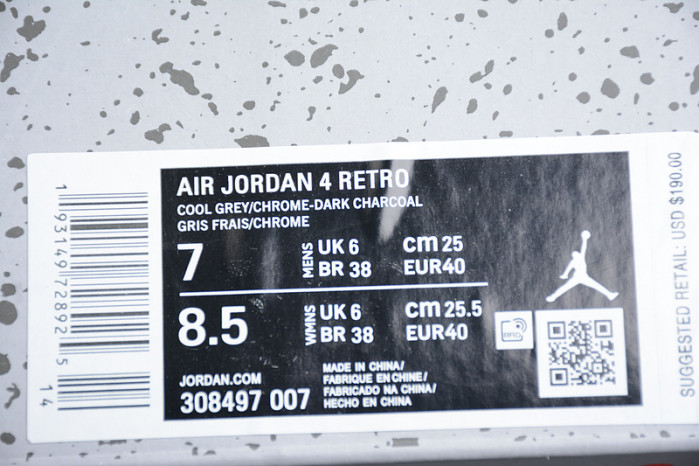 AIR JORDAN 4 RETRO
COOL GREY/CHROME-DARK CHARCOAL
GRIS FRAIS/CHROME
7
MENS
UK 6
BR 38
cm 25
EUR40
8.5
WMNS
UK 6
BR 38
cm 25.5
EUR40
JORDAN.COM
308497 007
MADE IN CHINA/
FABRIQUE EN CHINE/
FABRICADO NA CHINA/
HECHO EN CHINA
1 93149 72892 5
14
SUGGESTED RETAIL: USD $190.00